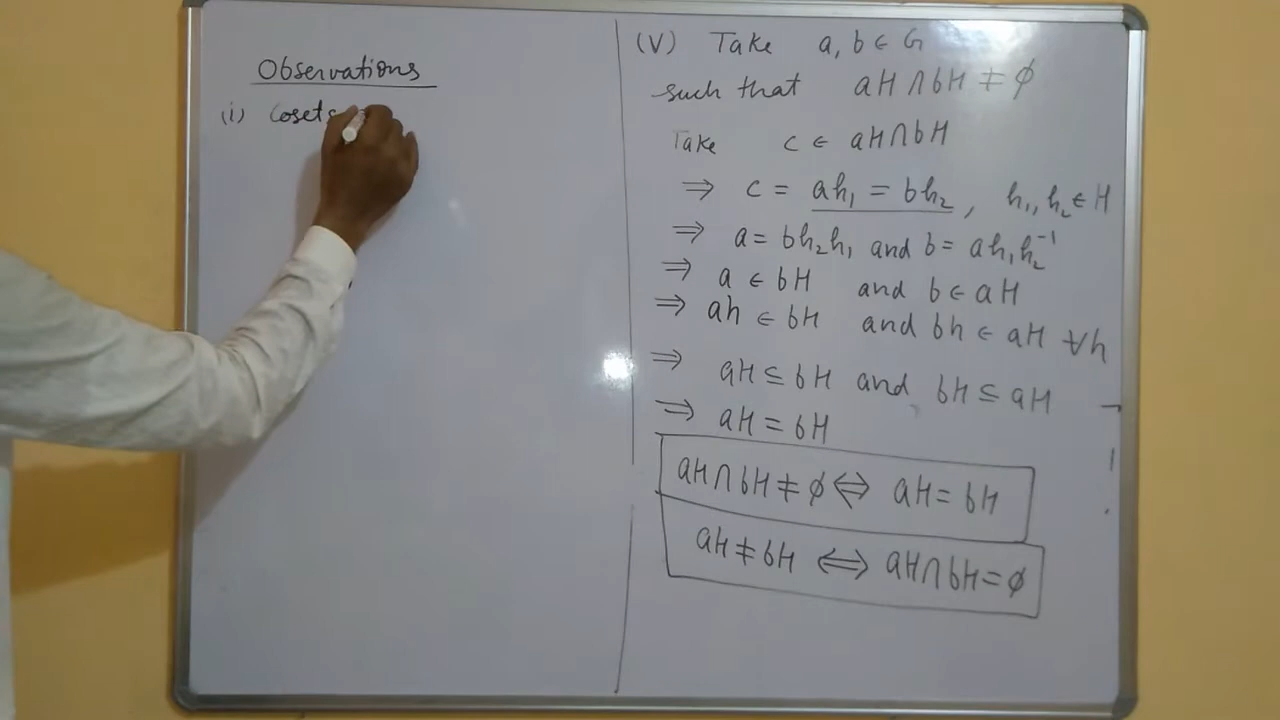 Observations
(i) Cosets
(V) Take a, b ∈ G
such that aH ∩ bH ≠ ϕ
Take c ∈ aH∩bH
⇒ c = ah₁ = bh₂, h₁, h₂ ∈ H
⇒ a = bh₂h₁ and b = ah₁h₂⁻¹
⇒ a ∈ bH and b ∈ aH
⇒ ah ∈ bH and bh ∈ aH ∀h
⇒ aH ⊆ bH and bH ⊆ aH
⇒ aH = bH
aH∩bH ≠ ϕ ⇔ aH = bH
aH ≠ bH ⇔ aH∩bH = ϕ